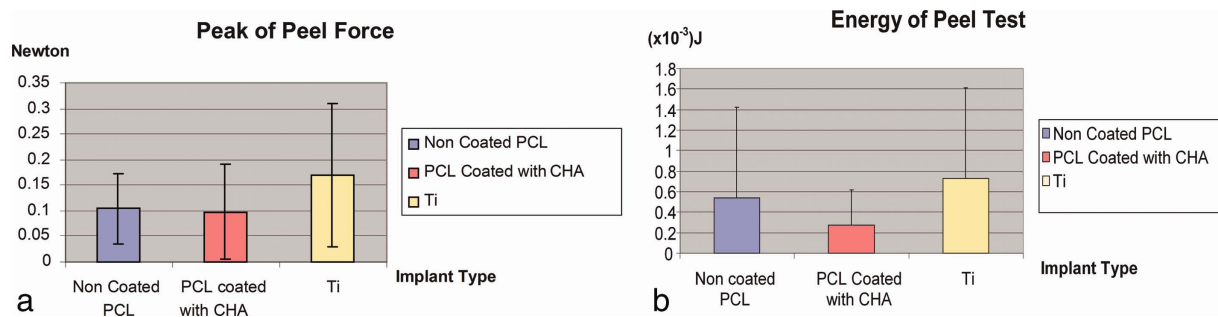 Peak of Peel Force
Newton
0.35
0.3
0.25
0.2
0.15
0.1
0.05
0
Non Coated
PCL
PCL coated
with CHA
Ti
Implant Type
Non Coated PCL
PCL Coated with CHA
Ti
a
Energy of Peel Test
(x10⁻³)J
1.8
1.6
1.4
1.2
1
0.8
0.6
0.4
0.2
0
Non coated
PCL
PCL Coated
with CHA
Ti
Implant Type
Non Coated PCL
PCL Coated with CHA
Ti
b